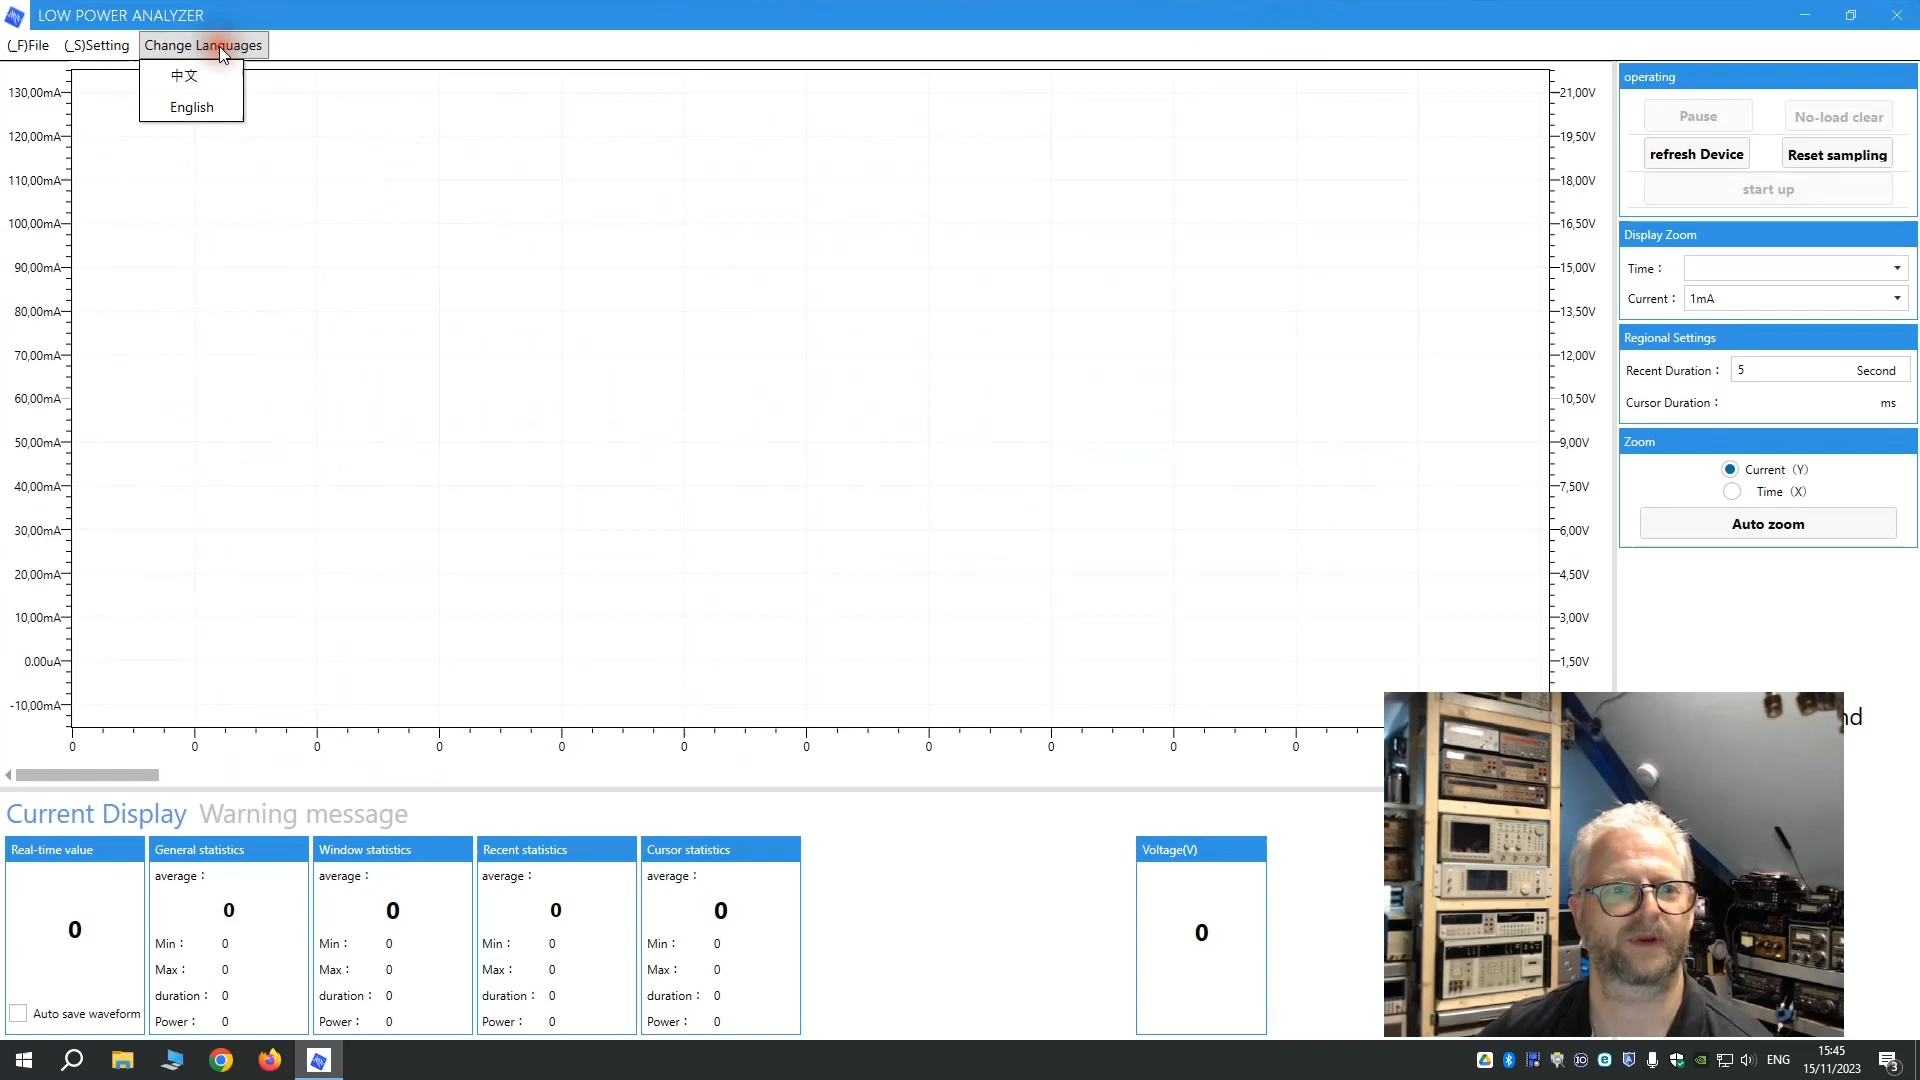 LOW POWER ANALYZER
(_F)File (_S)Setting Change Languages
中文
English
130,00mA
120,00mA
110,00mA
100,00mA
90,00mA
80,00mA
70,00mA
60,00mA
50,00mA
40,00mA
30,00mA
20,00mA
10,00mA
0.00uA
-10,00mA
21,00V
19,50V
18,00V
16,50V
15,00V
13,50V
12,00V
10,50V
9,00V
7,50V
6,00V
4,50V
3,00V
1,50V
0 0 0 0 0 0 0 0 0 0 0
operating
Pause No-load clear
refresh Device Reset sampling
start up
Display Zoom
Time：
Current： 1mA
Regional Settings
Recent Duration： 5 Second
Cursor Duration： ms
Zoom
Current （Y）
Time （X）
Auto zoom
nd
Current Display Warning message
Real-time value
0
Auto save waveform
General statistics
average：
0
Min： 0
Max： 0
duration： 0
Power： 0
Window statistics
average：
0
Min： 0
Max： 0
duration： 0
Power： 0
Recent statistics
average：
0
Min： 0
Max： 0
duration： 0
Power： 0
Cursor statistics
average：
0
Min： 0
Max： 0
duration： 0
Power： 0
Voltage(V)
0
ENG
15:45
15/11/2023
3